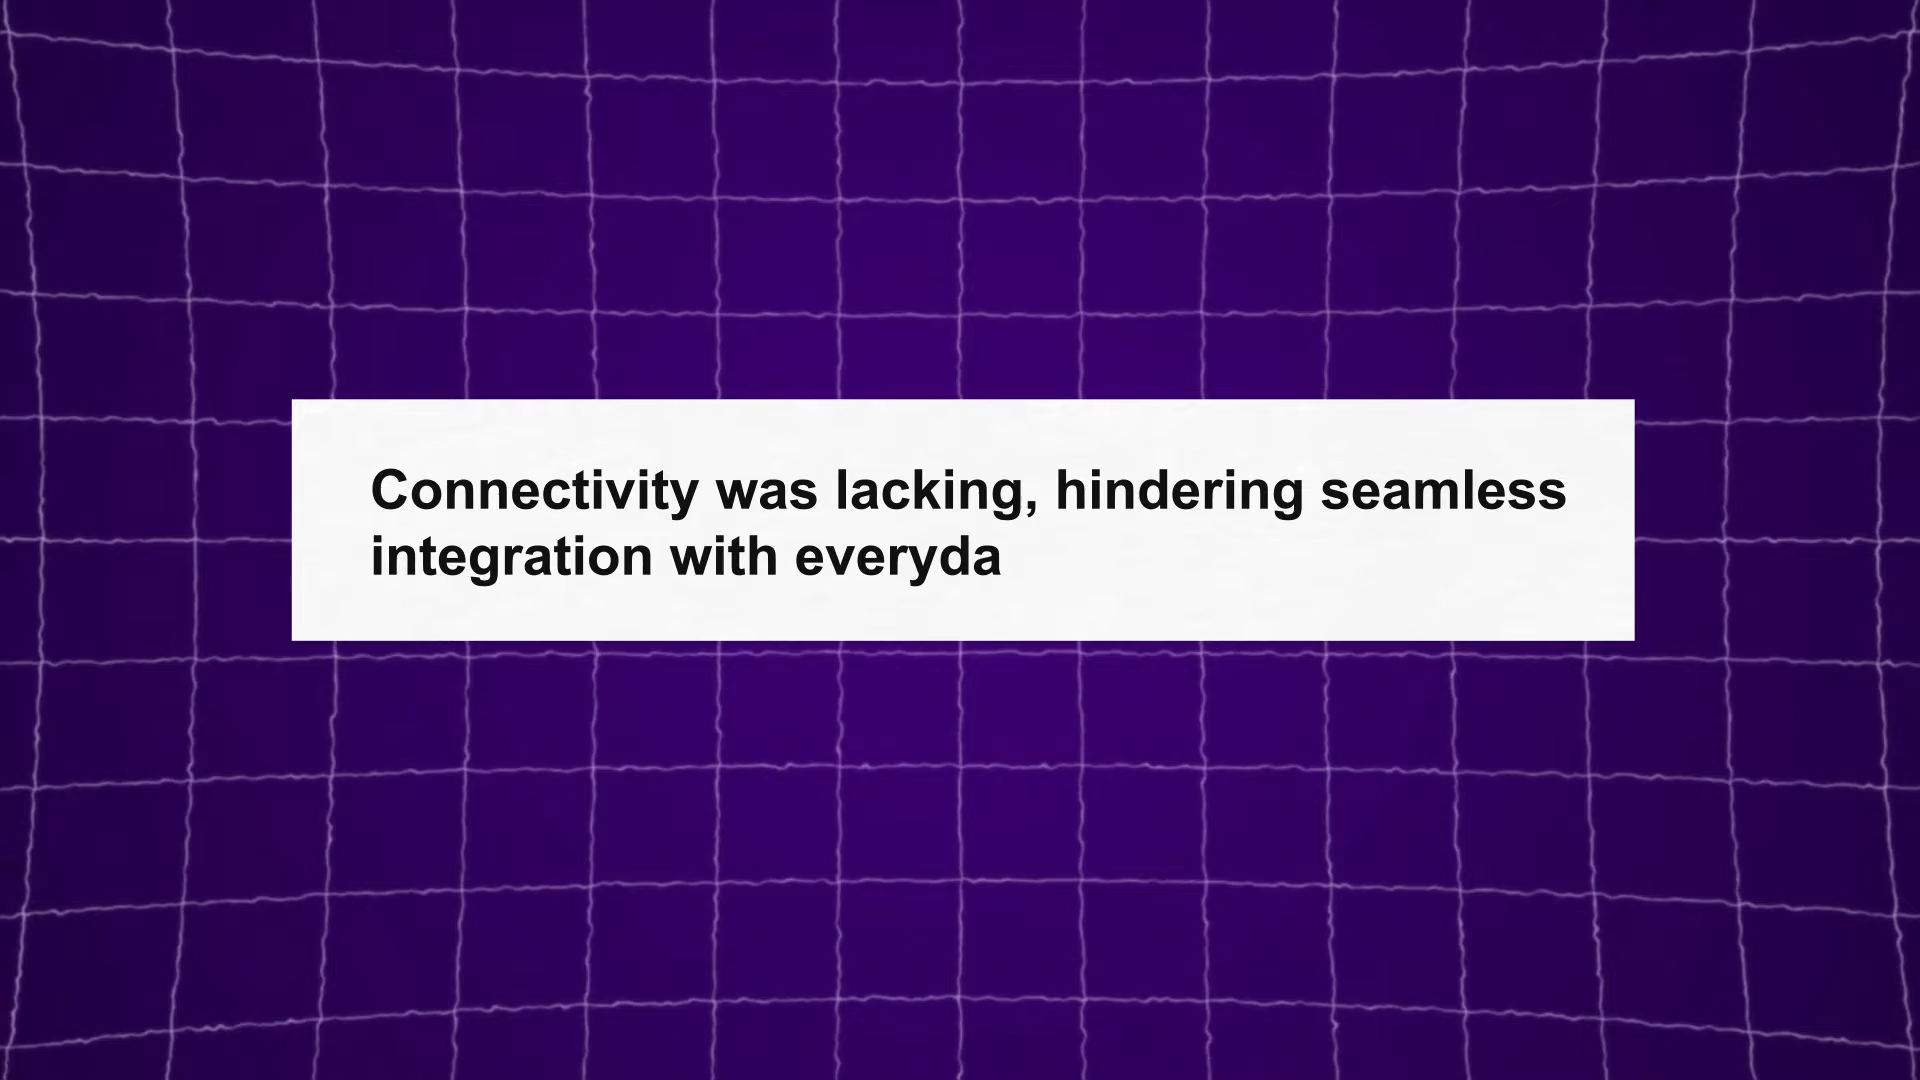 Connectivity was lacking, hindering seamless
integration with everyda